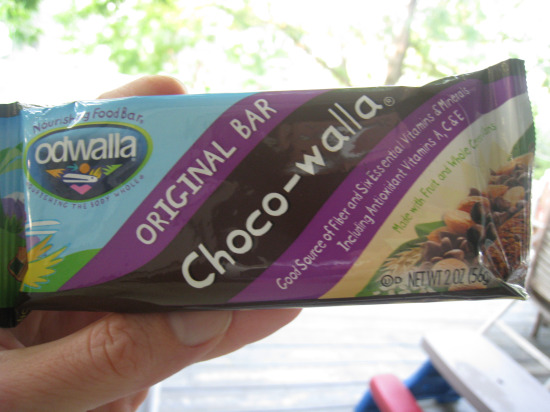 Nourishing Food Bar
odwalla
NOURISHING THE BODY WHOLE
ORIGINAL BAR
Choco-walla®
Good Source of Fiber and Six Essential Vitamins & Minerals
Including Antioxidant Vitamins A, C & E
Made with Fruit and Whole Grains
NET WT 2 OZ (56g)